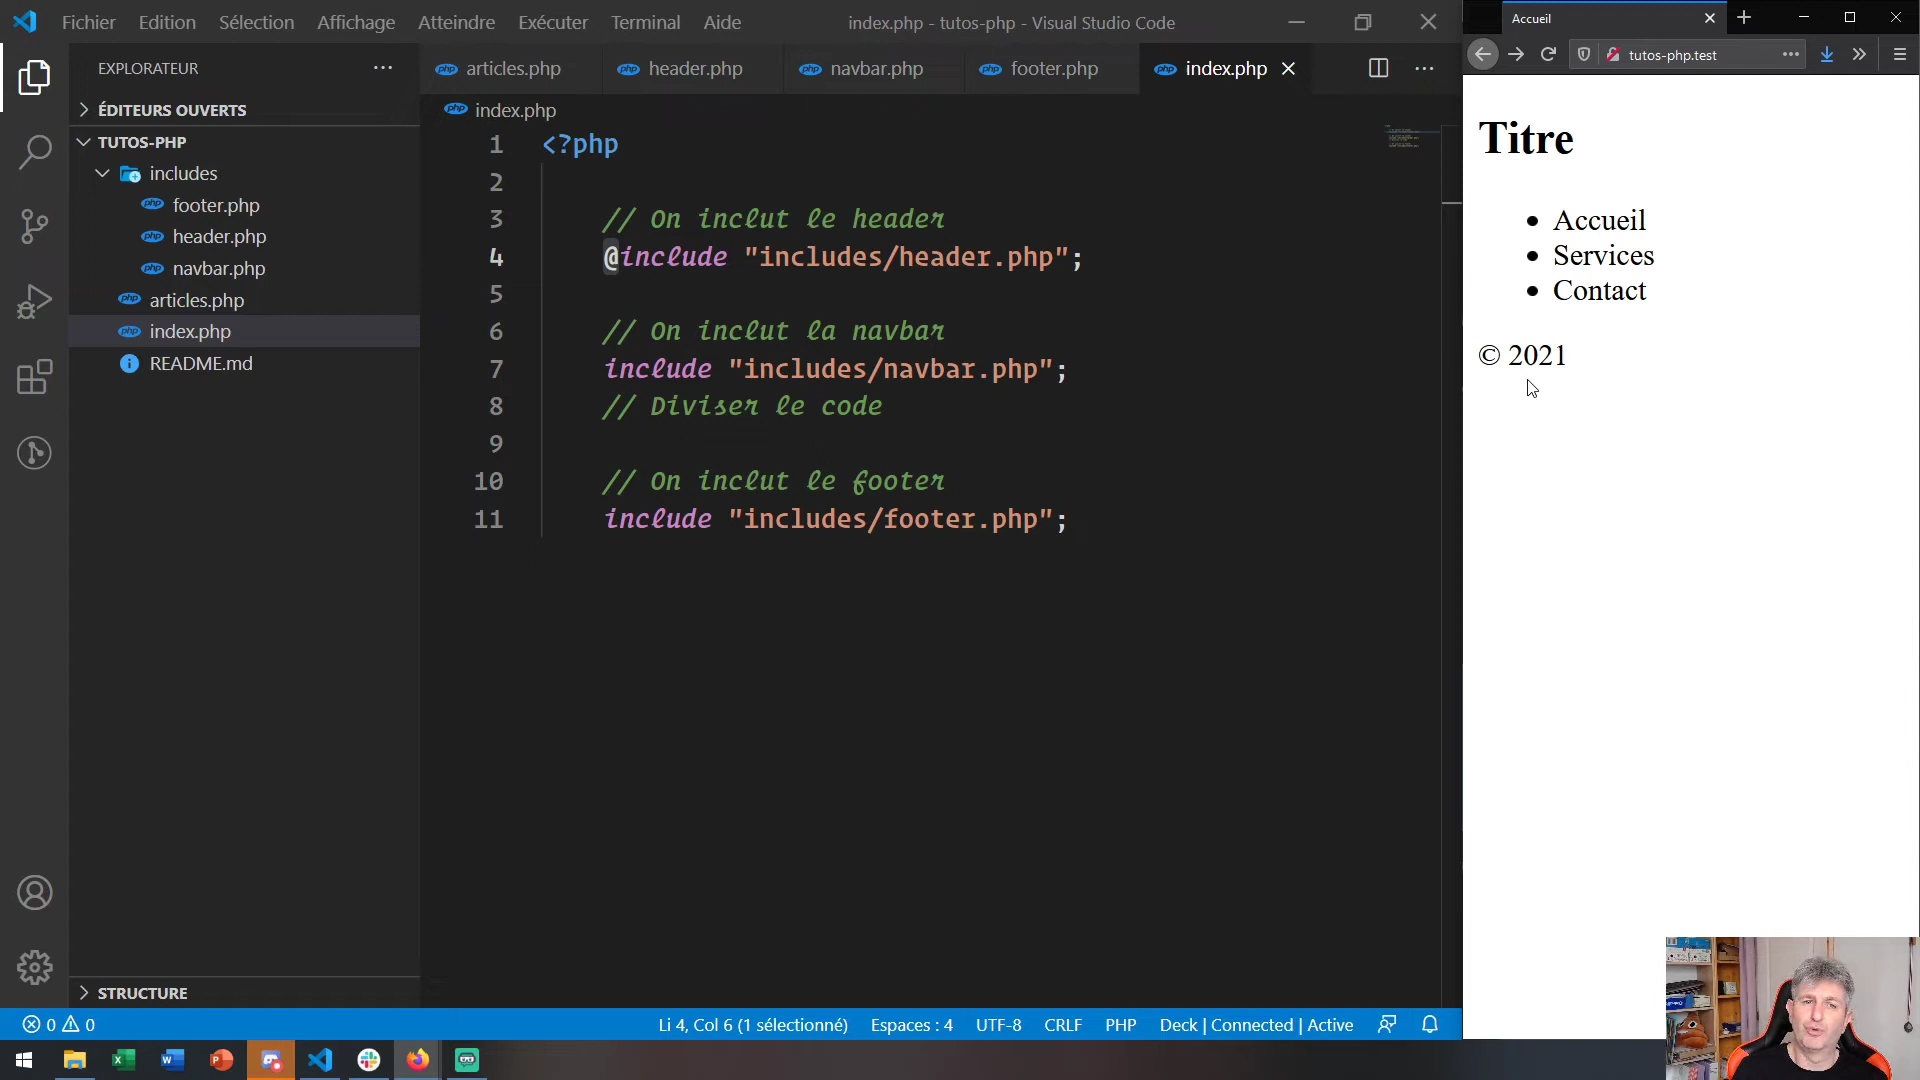 Fichier Edition Sélection Affichage Atteindre Exécuter Terminal Aide
index.php - tutos-php - Visual Studio Code
EXPLORATEUR
ÉDITEURS OUVERTS
TUTOS-PHP
includes
footer.php
header.php
navbar.php
articles.php
index.php
README.md
STRUCTURE
articles.php header.php navbar.php footer.php index.php
index.php
1 <?php
2
3 // On inclut le header
4 @include "includes/header.php";
5
6 // On inclut la navbar
7 include "includes/navbar.php";
8 // Diviser le code
9
10 // On inclut le footer
11 include "includes/footer.php";
0 0
Li 4, Col 6 (1 sélectionné) Espaces : 4 UTF-8 CRLF PHP Deck | Connected | Active
Accueil
tutos-php.test
Titre
Accueil
Services
Contact
© 2021